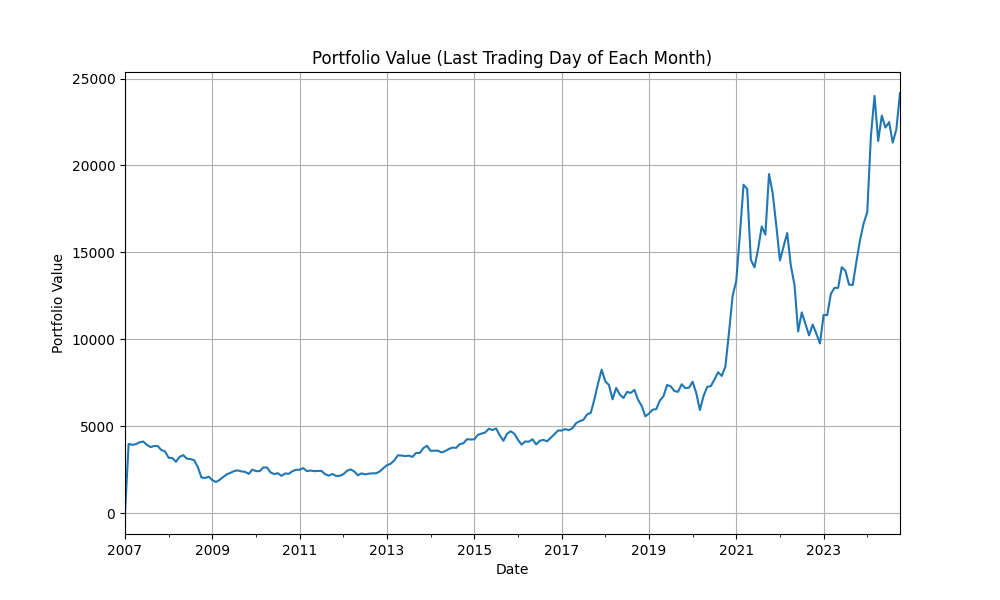 Portfolio Value (Last Trading Day of Each Month)
25000
20000
15000
10000
5000
0
Portfolio Value
2007 2009 2011 2013 2015 2017 2019 2021 2023
Date